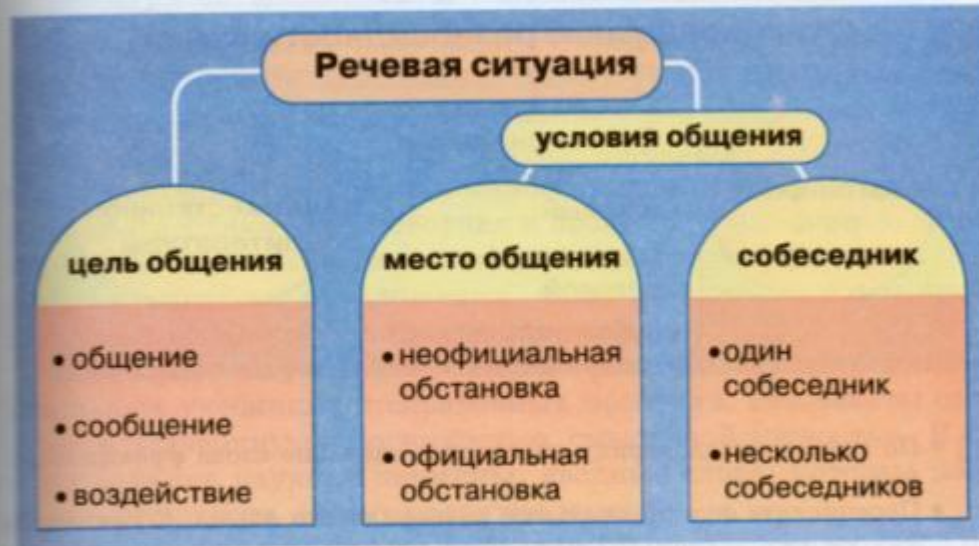 Речевая ситуация
условия общения
цель общения
• общение
• сообщение
• воздействие
место общения
• неофициальная
обстановка
• официальная
обстановка
собеседник
• один
собеседник
• несколько
собеседников